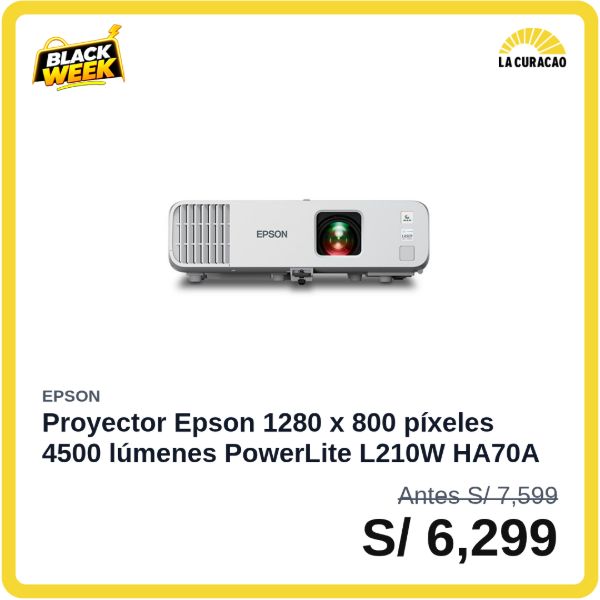 BLACK
WEEK
LA CURACAO
EPSON
EPSON
Proyector Epson 1280 x 800 píxeles
4500 lúmenes PowerLite L210W HA70A
Antes S/ 7,599
S/ 6,299